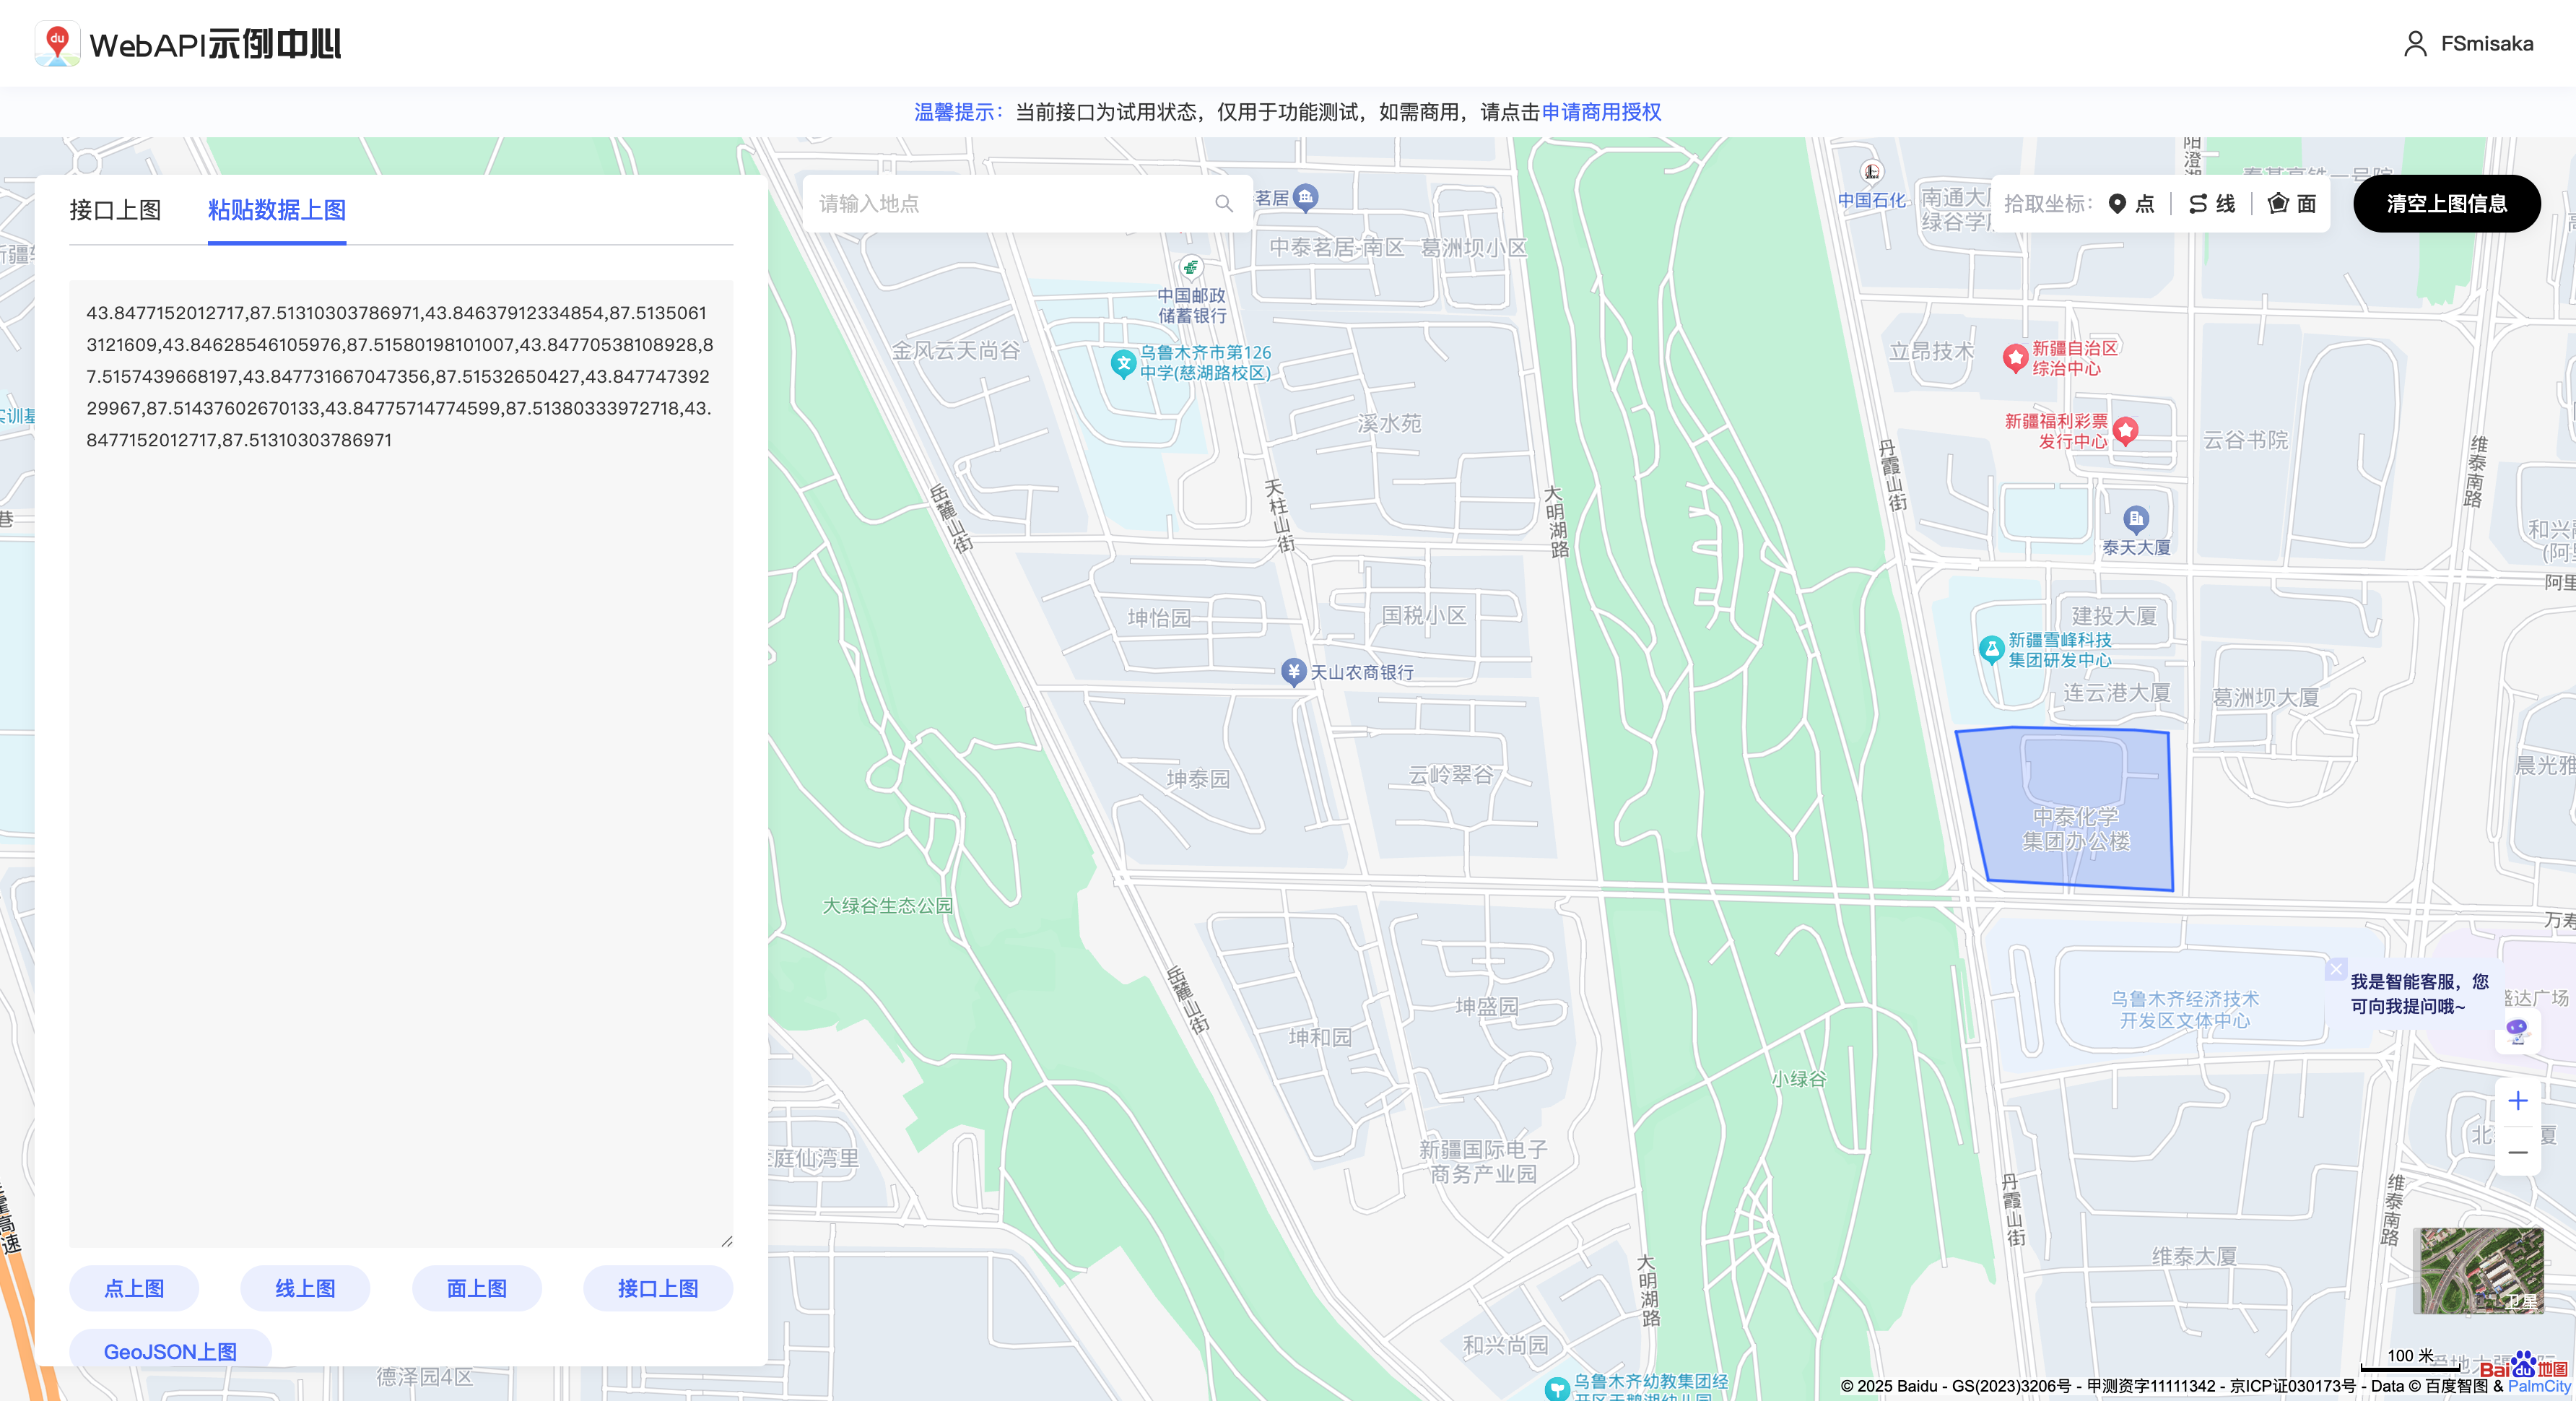 du WebAPI示例中心
FSmisaka
温馨提示：当前接口为试用状态，仅用于功能测试，如需商用，请点击申请商用授权
接口上图
粘贴数据上图
43.8477152012717,87.51310303786971,43.84637912334854,87.5135061
3121609,43.84628546105976,87.51580198101007,43.84770538108928,8
7.5157439668197,43.847731667047356,87.51532650427,43.847747392
29967,87.51437602670133,43.84775714774599,87.51380333972718,43.
8477152012717,87.51310303786971
点上图
线上图
面上图
接口上图
GeoJSON上图
请输入地点
茗居
中国石化
南通大
绿谷学
拾取坐标：
点
线
面
清空上图信息
中泰茗居-南区
葛洲坝小区
中国邮政
储蓄银行
金风云天尚谷
乌鲁木齐市第126
中学(慈湖路校区)
溪水苑
立昂技术
新疆自治区
综治中心
新疆福利彩票
发行中心
云谷书院
维泰南路
丹霞山街
岳麓山街
天柱山街
大明湖路
泰天大厦
和兴
阿里
实训基
巷
坤怡园
国税小区
建投大厦
新疆雪峰科技
集团研发中心
天山农商银行
连云港大厦
葛洲坝大厦
坤泰园
云岭翠谷
晨光雅
中泰化学
集团办公楼
大绿谷生态公园
万寿
岳麓山街
坤盛园
坤和园
乌鲁木齐经济技术
开发区文体中心
我是智能客服，您
可向我提问哦~
盛达广场
小绿谷
新疆国际电子
商务产业园
庭仙湾里
北
厦
丹霞山街
维泰南路
高速
大明湖路
维泰大厦
卫星
和兴尚园
德泽园4区
乌鲁木齐幼教集团经
100 米
Bai du 地图
© 2025 Baidu - GS(2023)3206号 - 甲测资字11111342 - 京ICP证030173号 - Data © 百度智图 & PalmCity